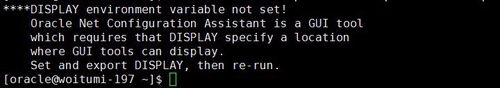 ****DISPLAY environment variable not set!
Oracle Net Configuration Assistant is a GUI tool
which requires that DISPLAY specify a location
where GUI tools can display.
Set and export DISPLAY, then re-run.
[oracle@woitumi-197 ~]$